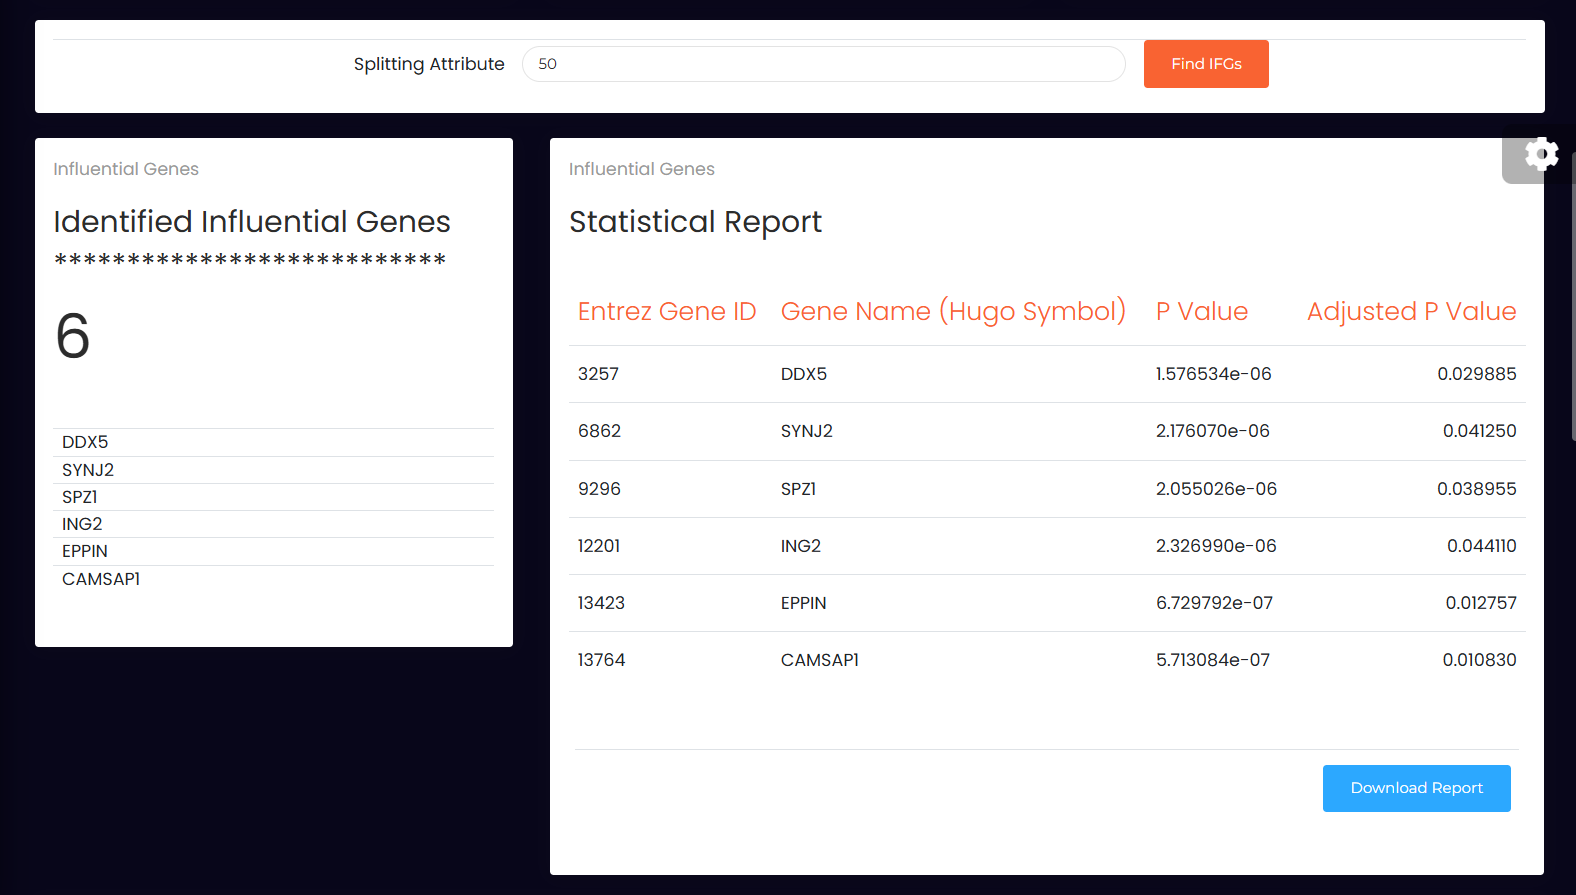 Splitting Attribute 50 Find IFGs
Influential Genes
Identified Influential Genes
***************************
6
DDX5
SYNJ2
SPZ1
ING2
EPPIN
CAMSAP1
Influential Genes
Statistical Report
Entrez Gene ID Gene Name (Hugo Symbol) P Value Adjusted P Value
3257 DDX5 1.576534e-06 0.029885
6862 SYNJ2 2.176070e-06 0.041250
9296 SPZ1 2.055026e-06 0.038955
12201 ING2 2.326990e-06 0.044110
13423 EPPIN 6.729792e-07 0.012757
13764 CAMSAP1 5.713084e-07 0.010830
Download Report